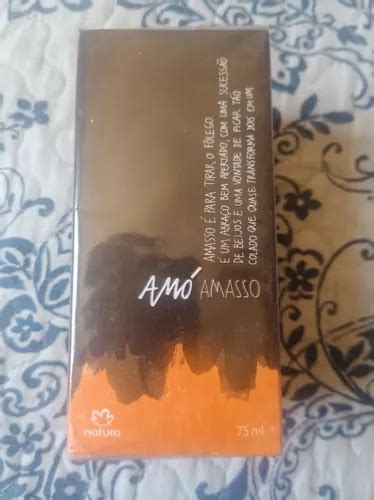 AMASSO É PARA TIRAR O FÔLEGO.
É UM ABRAÇO BEM APERTADO, COM UMA SUCESSÃO
DE BEIJOS E UMA VONTADE DE FICAR TÃO
COLADO QUE QUASE TRANSFORMA DOIS EM UM.
AMÓ AMASSO
natura
75 ml